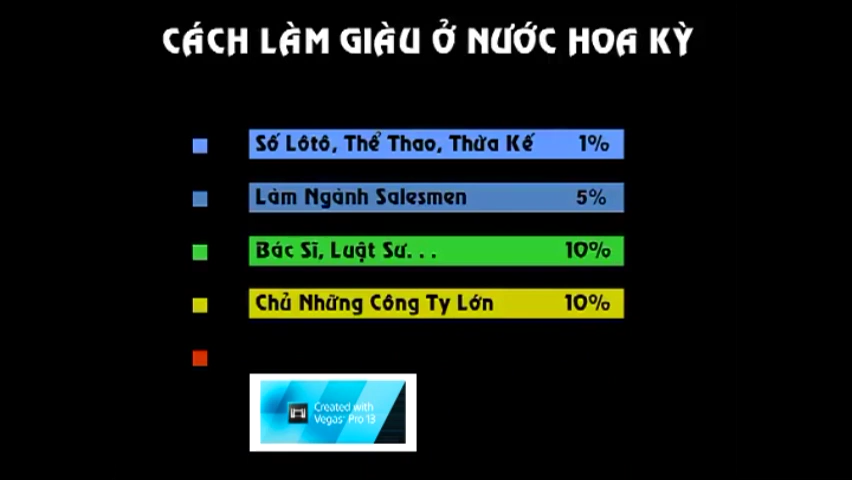 CÁCH LÀM GIÀU Ở NƯỚC HOA KỲ
Số Lôtô, Thể Thao, Thừa Kế 1%
Làm Ngành Salesmen 5%
Bác Sĩ, Luật Sư. . . 10%
Chủ Những Công Ty Lớn 10%
Created with
Vegas™ Pro 13